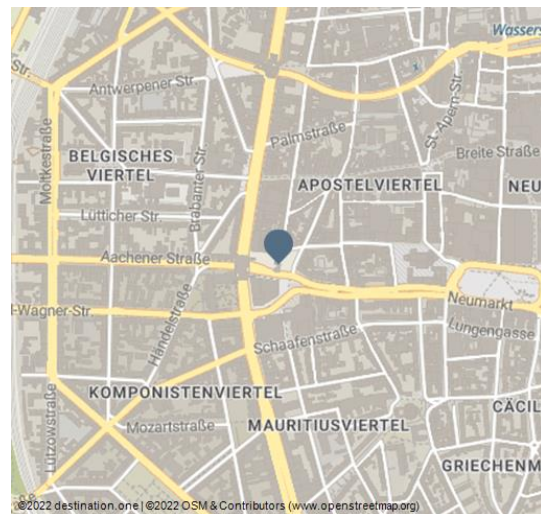 Wassers
Str.
Antwerpener Str.
St.-Apern-Str.
Palmstraße
Moltkestraße
BELGISCHES
VIERTEL
Brabanter Str.
Breite Straße
APOSTELVIERTEL
NEU
Lütticher Str.
Aachener Straße
Neumarkt
d-Wagner-Str.
Händelstraße
Lungengasse
Schaafenstraße
KOMPONISTENVIERTEL
Lützowstraße
Mozartstraße
MAURITIUSVIERTEL
CÄCIL
GRIECHENM
aße
©2022 destination.one | ©2022 OSM & Contributors (www.openstreetmap.org)